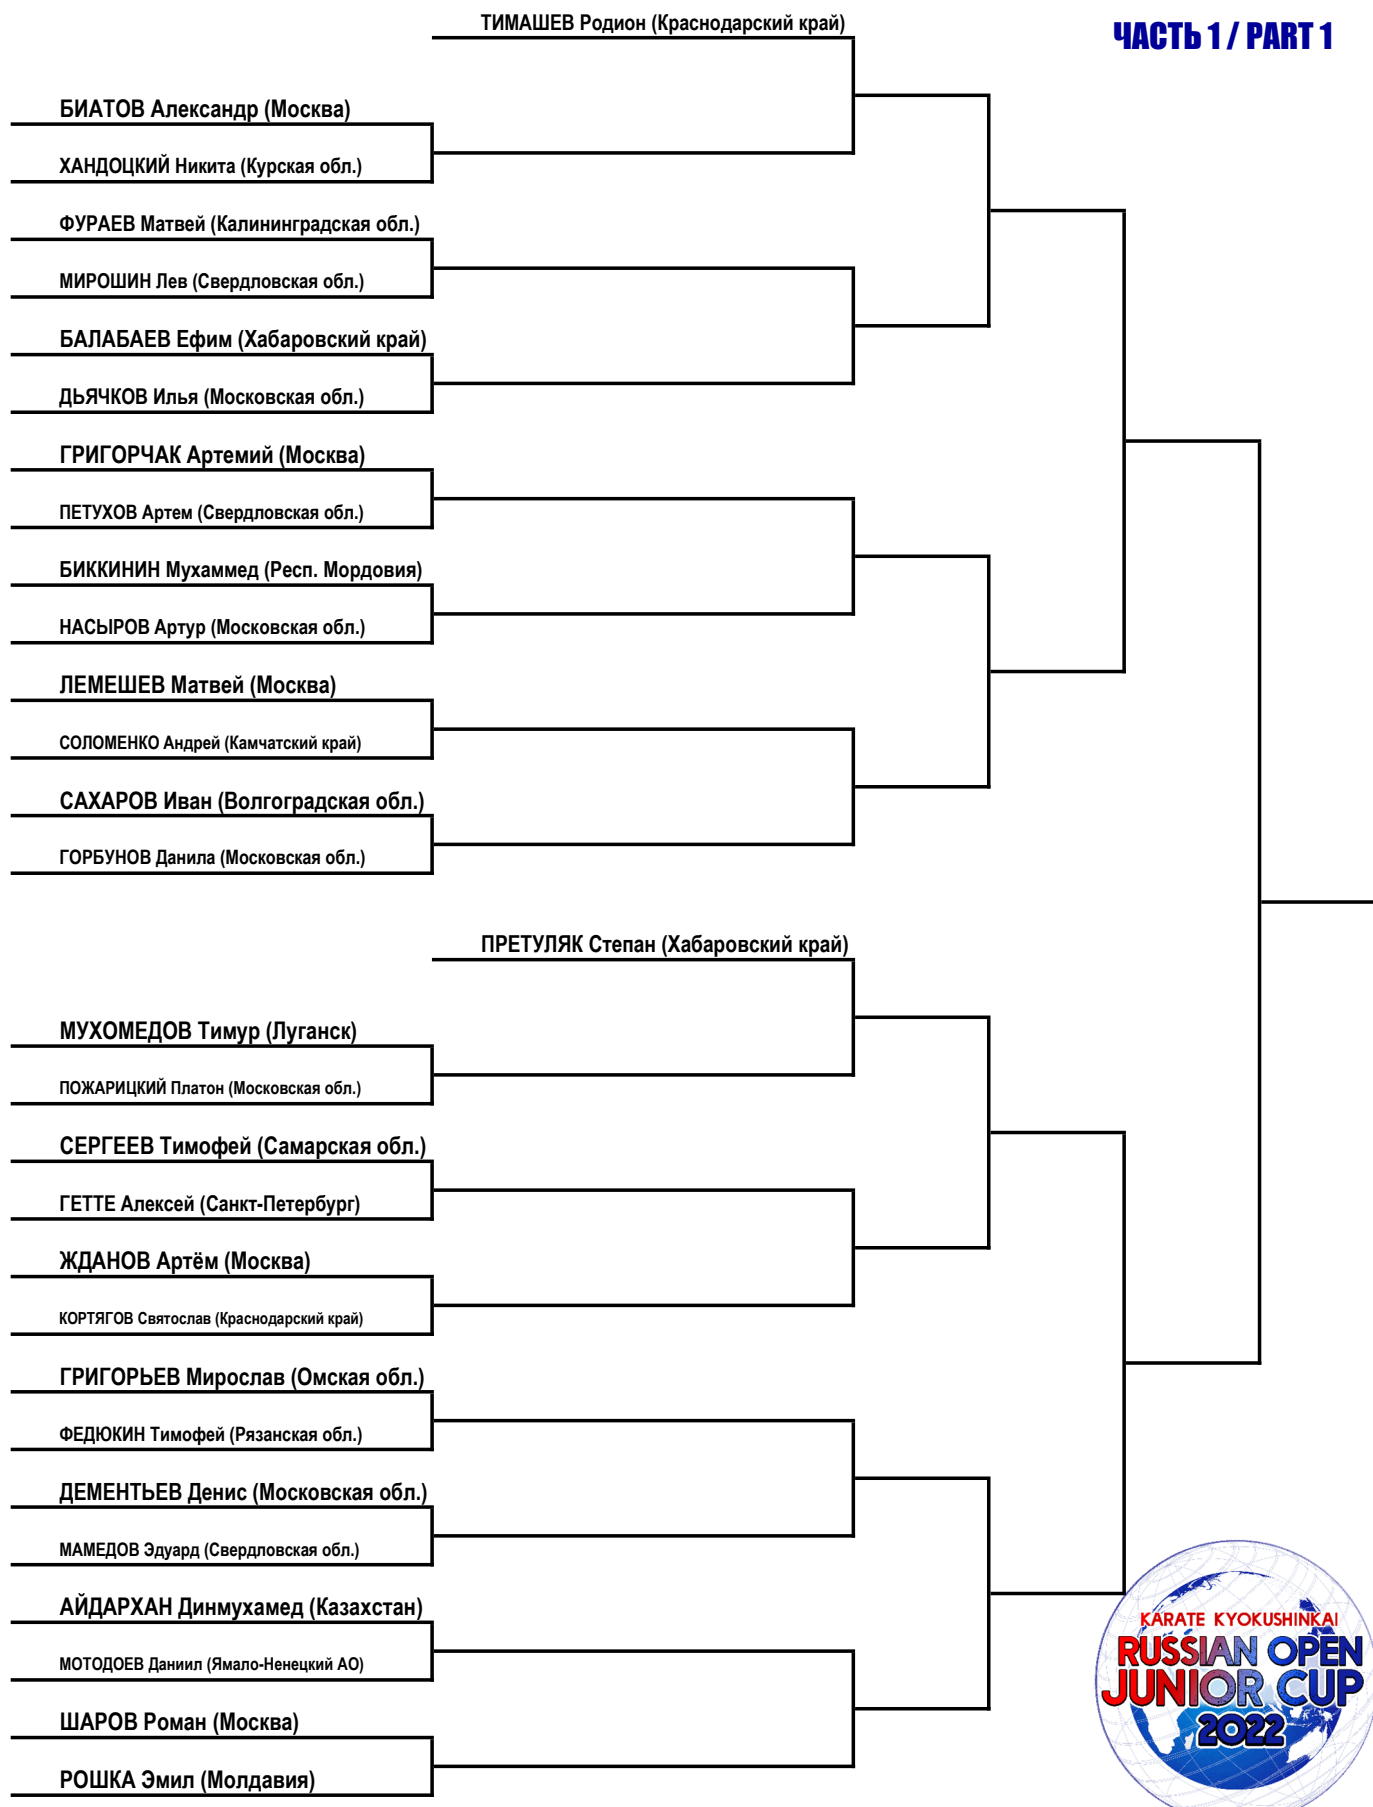 ТИМАШЕВ Родион (Краснодарский край)
ЧАСТЬ 1 / PART 1
БИАТОВ Александр (Москва)
ХАНДОЦКИЙ Никита (Курская обл.)
ФУРАЕВ Матвей (Калининградская обл.)
МИРОШИН Лев (Свердловская обл.)
БАЛАБАЕВ Ефим (Хабаровский край)
ДЬЯЧКОВ Илья (Московская обл.)
ГРИГОРЧАК Артемий (Москва)
ПЕТУХОВ Артем (Свердловская обл.)
БИККИНИН Мухаммед (Респ. Мордовия)
НАСЫРОВ Артур (Московская обл.)
ЛЕМЕШЕВ Матвей (Москва)
СОЛОМЕНКО Андрей (Камчатский край)
САХАРОВ Иван (Волгоградская обл.)
ГОРБУНОВ Данила (Московская обл.)
ПРЕТУЛЯК Степан (Хабаровский край)
МУХОМЕДОВ Тимур (Луганск)
ПОЖАРИЦКИЙ Платон (Московская обл.)
СЕРГЕЕВ Тимофей (Самарская обл.)
ГЕТТЕ Алексей (Санкт-Петербург)
ЖДАНОВ Артём (Москва)
КОРТЯГОВ Святослав (Краснодарский край)
ГРИГОРЬЕВ Мирослав (Омская обл.)
ФЕДЮКИН Тимофей (Рязанская обл.)
ДЕМЕНТЬЕВ Денис (Московская обл.)
МАМЕДОВ Эдуард (Свердловская обл.)
АЙДАРХАН Динмухамед (Казахстан)
МОТОДОЕВ Даниил (Ямало-Ненецкий АО)
ШАРОВ Роман (Москва)
РОШКА Эмил (Молдавия)
KARATE KYOKUSHINKAI
RUSSIAN OPEN
JUNIOR CUP
2022